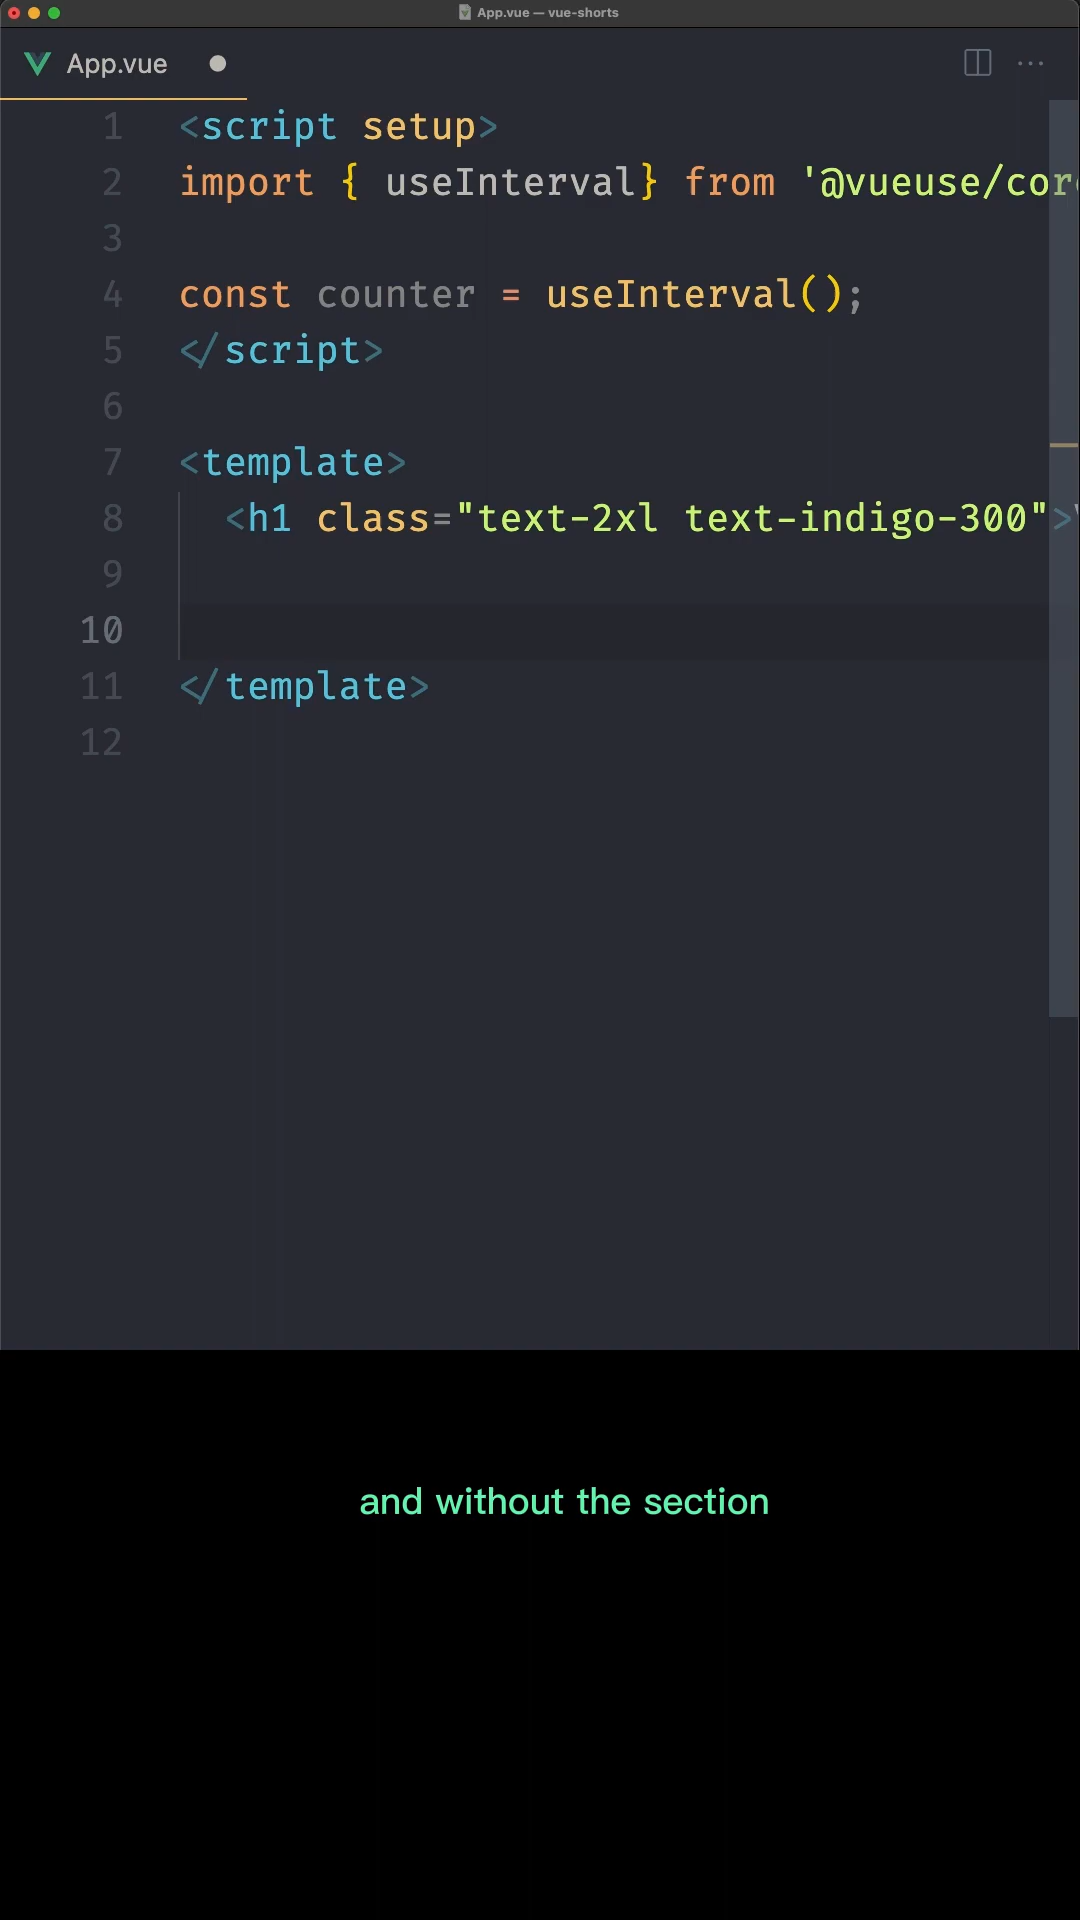 App.vue — vue-shorts
App.vue
1 <script setup>
2 import { useInterval} from '@vueuse/cor
3
4 const counter = useInterval();
5 </script>
6
7 <template>
8 <h1 class="text-2xl text-indigo-300">
9
10
11 </template>
12
and without the section